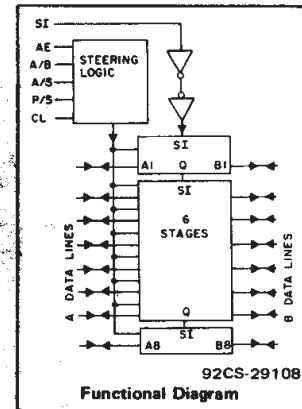 SI
AE
A/B
A/S
P/S
CL
STEERING
LOGIC
SI
A1 Q B1
SI
6
STAGES
Q
A DATA LINES
B DATA LINES
SI
A8 B8
92CS-29108
Functional Diagram